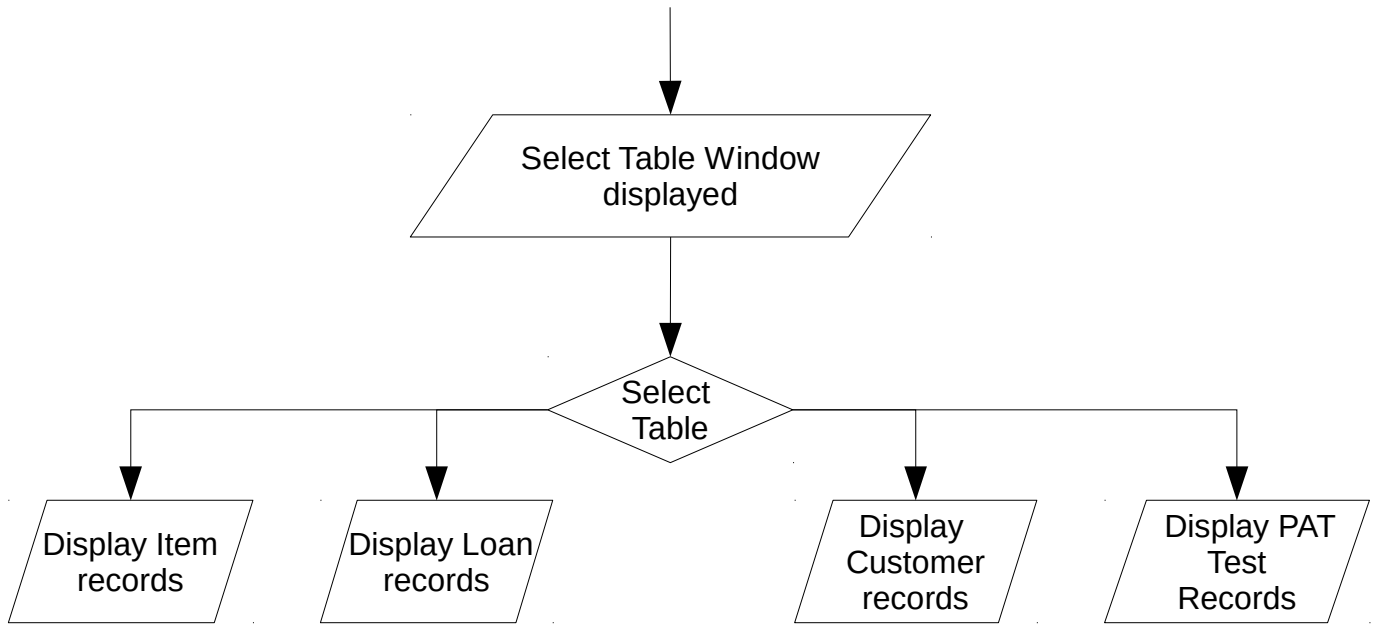 Select Table Window
displayed
Select
Table
Display Item
records
Display Loan
records
Display
Customer
records
Display PAT
Test
Records